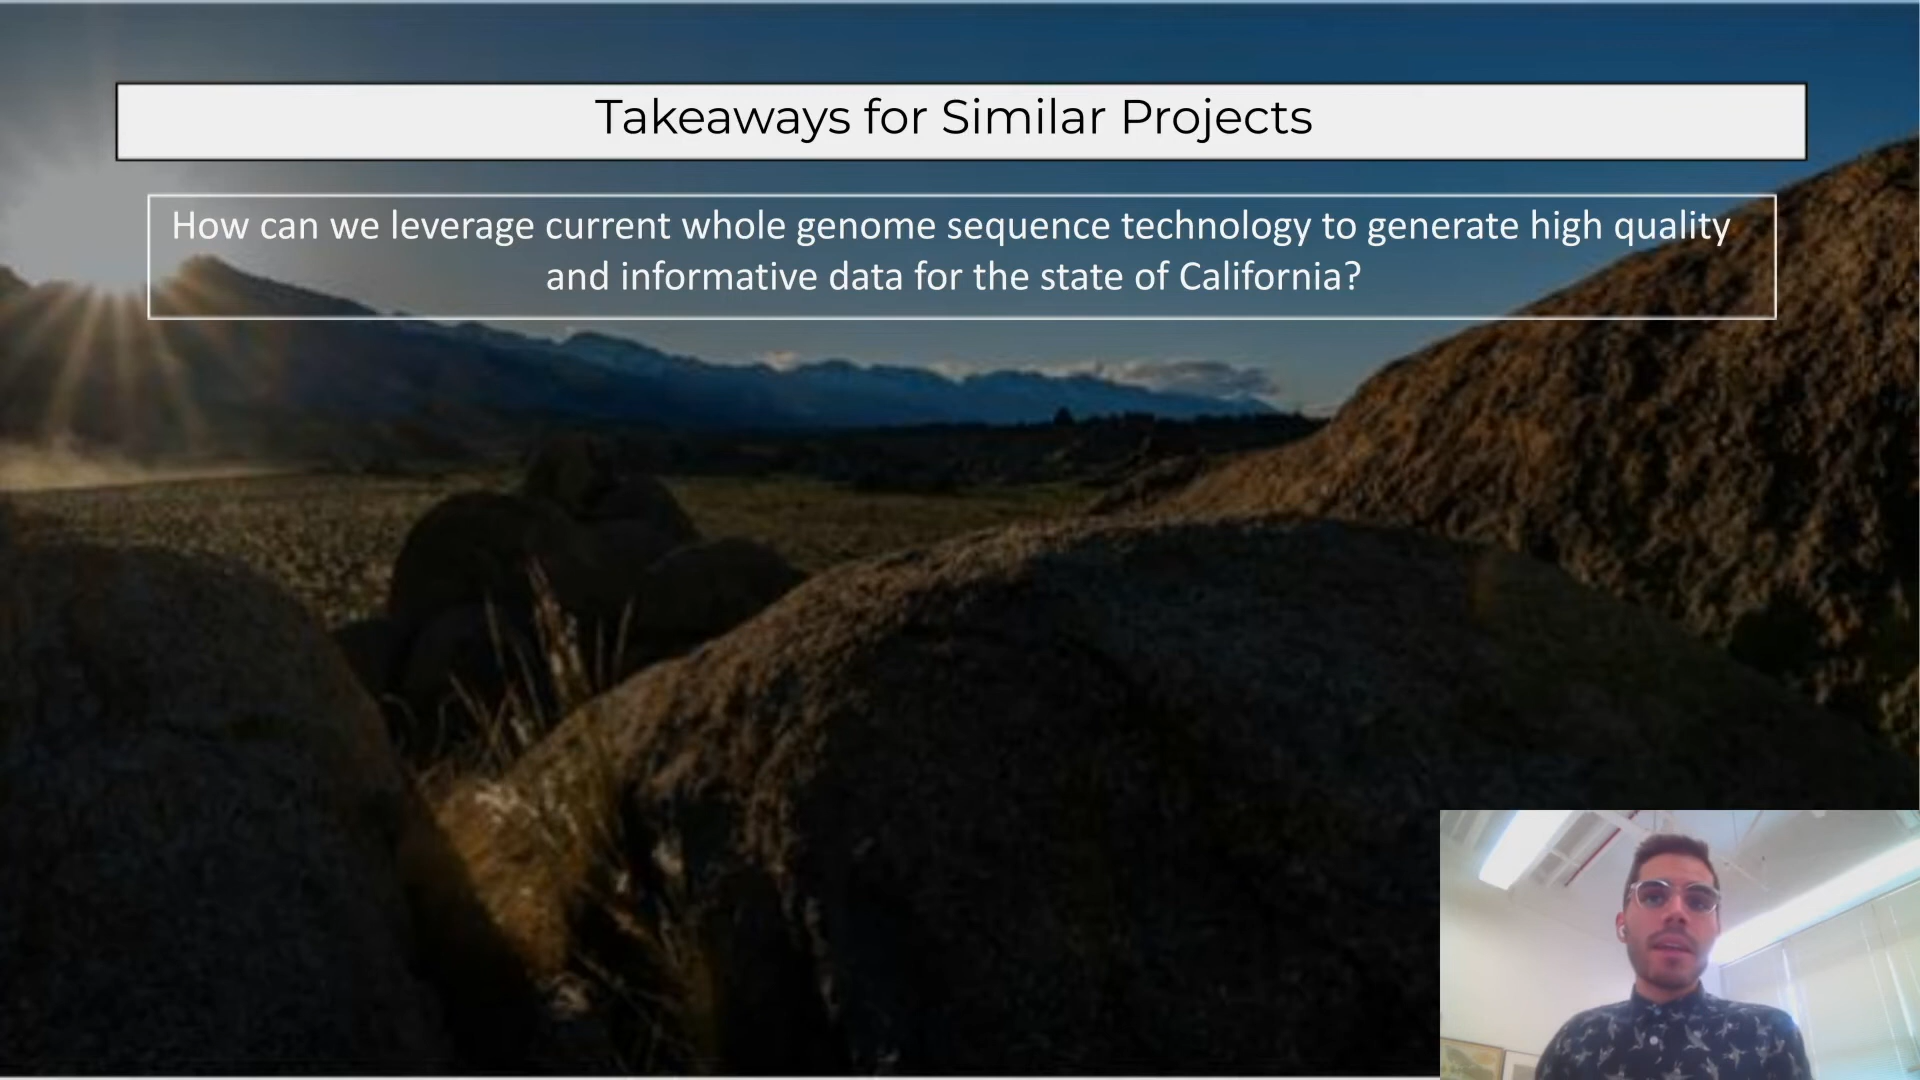 Takeaways for Similar Projects
How can we leverage current whole genome sequence technology to generate high quality
and informative data for the state of California?